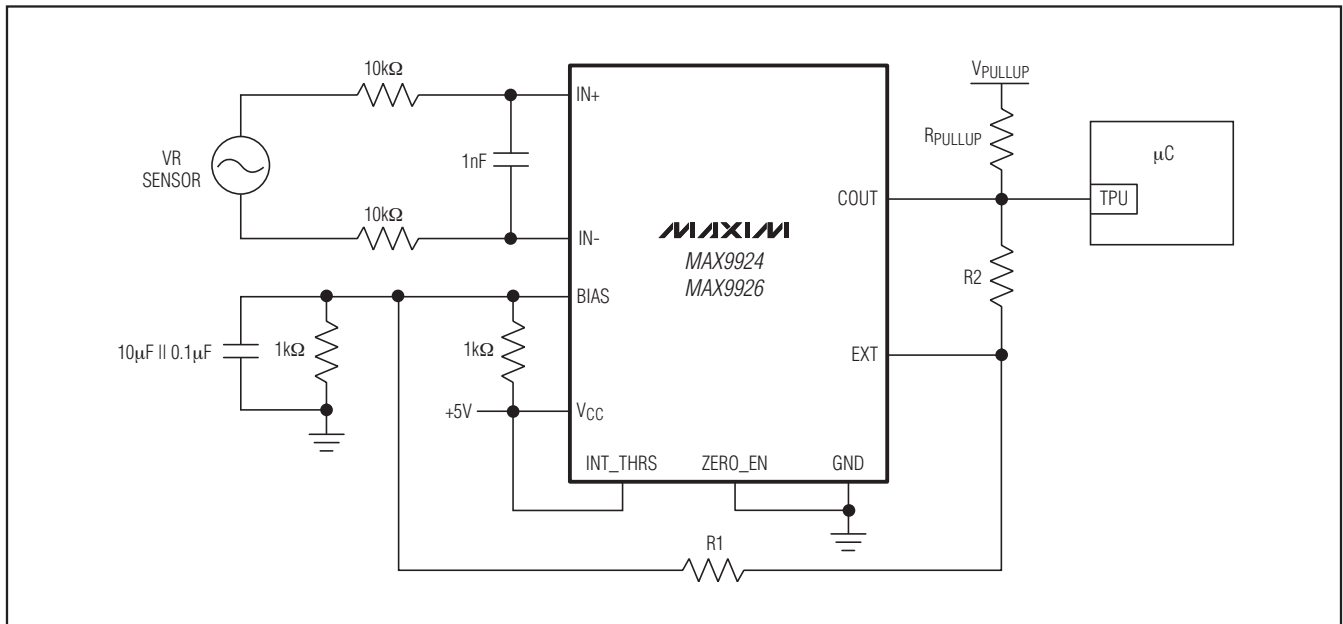 10kΩ
VR
SENSOR
1nF
10kΩ
IN+
IN-
BIAS
VCC
MAXIM
MAX9924
MAX9926
COUT
EXT
INT_THRS
ZERO_EN
GND
VPULLUP
RPULLUP
µC
TPU
R2
10µF || 0.1µF
1kΩ
1kΩ
+5V
R1